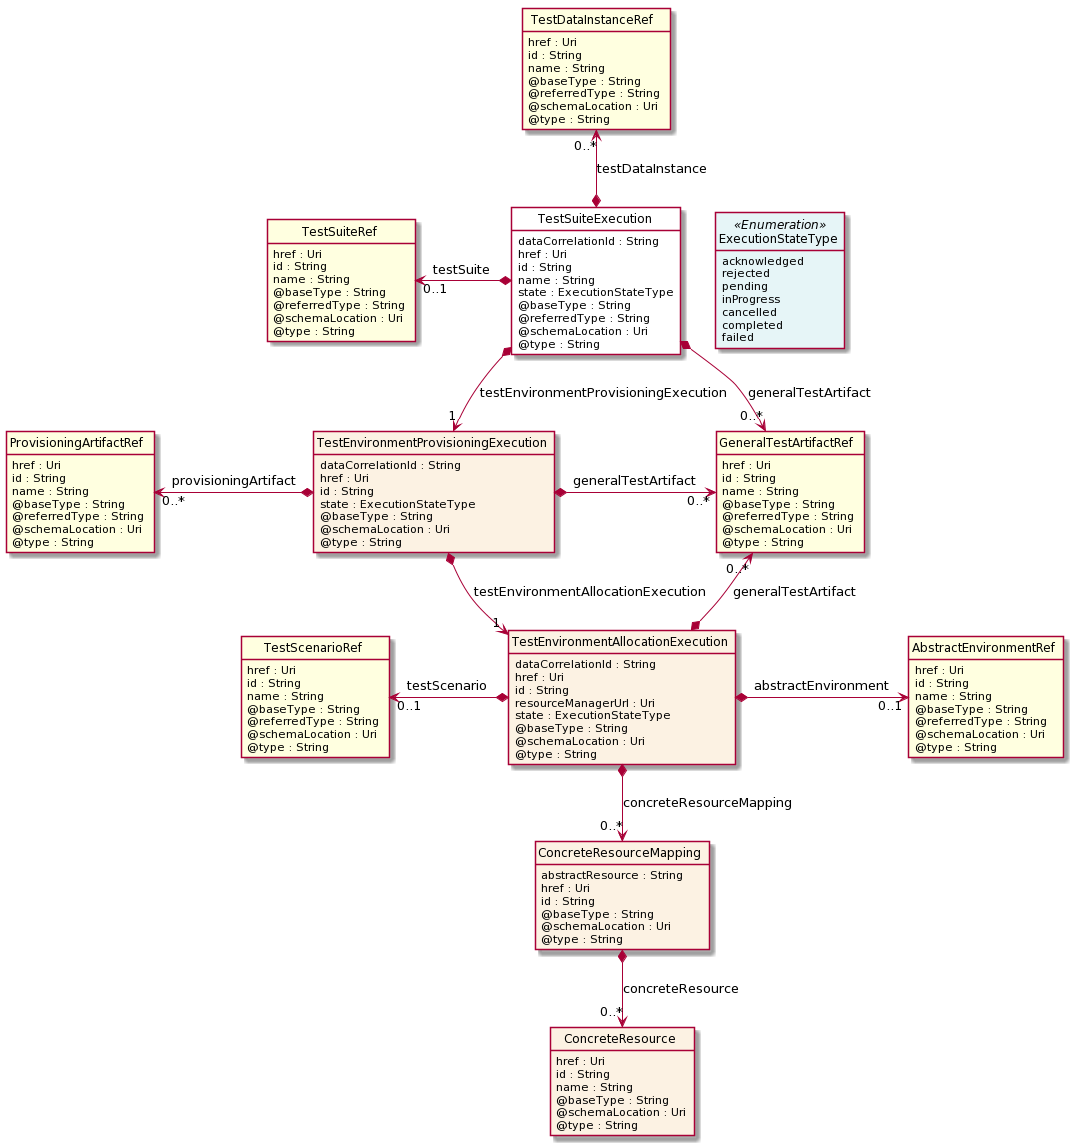 TestDataInstanceRef
href : Uri
id : String
name : String
@baseType : String
@referredType : String
@schemaLocation : Uri
@type : String
0..*
testDataInstance
TestSuiteExecution
dataCorrelationId : String
href : Uri
id : String
name : String
state : ExecutionStateType
@baseType : String
@referredType : String
@schemaLocation : Uri
@type : String
«Enumeration»
ExecutionStateType
acknowledged
rejected
pending
inProgress
cancelled
completed
failed
TestSuiteRef
href : Uri
id : String
name : String
@baseType : String
@referredType : String
@schemaLocation : Uri
@type : String
testSuite
0..1
testEnvironmentProvisioningExecution
1
generalTestArtifact
0..*
ProvisioningArtifactRef
href : Uri
id : String
name : String
@baseType : String
@referredType : String
@schemaLocation : Uri
@type : String
provisioningArtifact
0..*
TestEnvironmentProvisioningExecution
dataCorrelationId : String
href : Uri
id : String
state : ExecutionStateType
@baseType : String
@schemaLocation : Uri
@type : String
generalTestArtifact
0..*
GeneralTestArtifactRef
href : Uri
id : String
name : String
@baseType : String
@referredType : String
@schemaLocation : Uri
@type : String
0..*
testEnvironmentAllocationExecution
generalTestArtifact
1
TestScenarioRef
href : Uri
id : String
name : String
@baseType : String
@referredType : String
@schemaLocation : Uri
@type : String
testScenario
0..1
TestEnvironmentAllocationExecution
dataCorrelationId : String
href : Uri
id : String
resourceManagerUrl : Uri
state : ExecutionStateType
@baseType : String
@schemaLocation : Uri
@type : String
abstractEnvironment
0..1
AbstractEnvironmentRef
href : Uri
id : String
name : String
@baseType : String
@referredType : String
@schemaLocation : Uri
@type : String
concreteResourceMapping
0..*
ConcreteResourceMapping
abstractResource : String
href : Uri
id : String
@baseType : String
@schemaLocation : Uri
@type : String
concreteResource
0..*
ConcreteResource
href : Uri
id : String
name : String
@baseType : String
@schemaLocation : Uri
@type : String